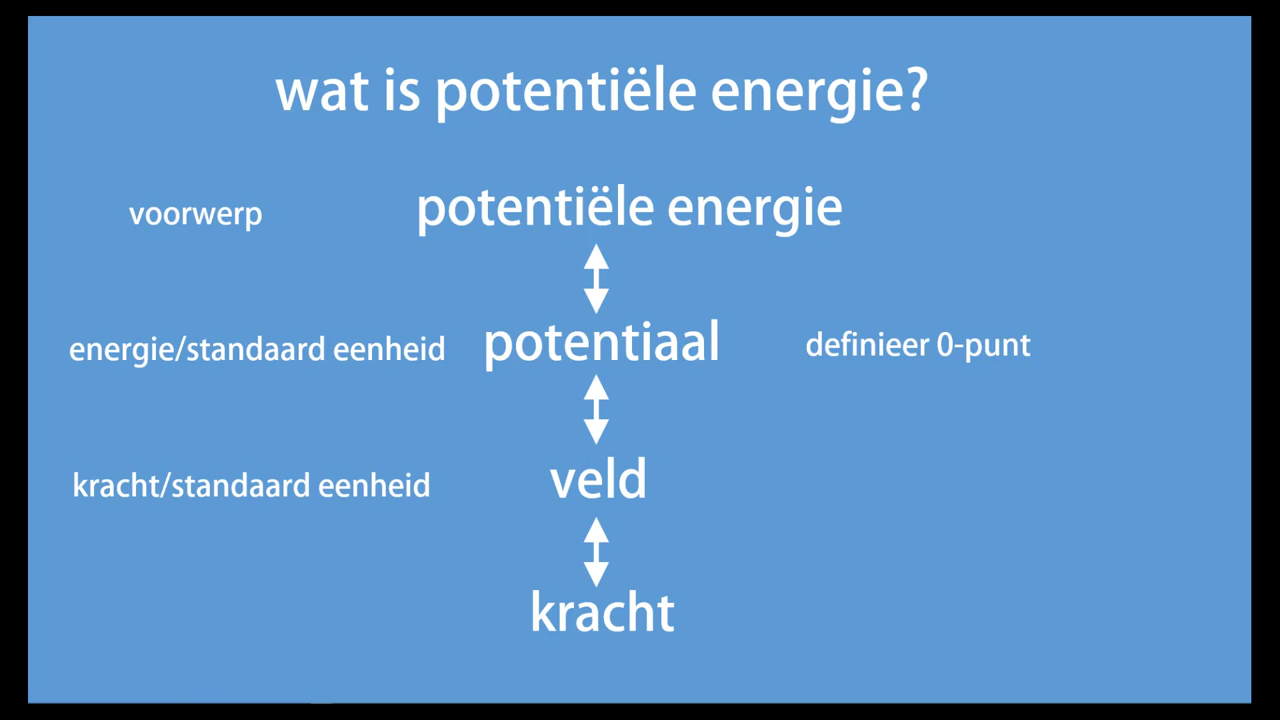 wat is potentiële energie?
voorwerp potentiële energie
energie/standaard eenheid potentiaal definieer 0-punt
kracht/standaard eenheid veld
kracht